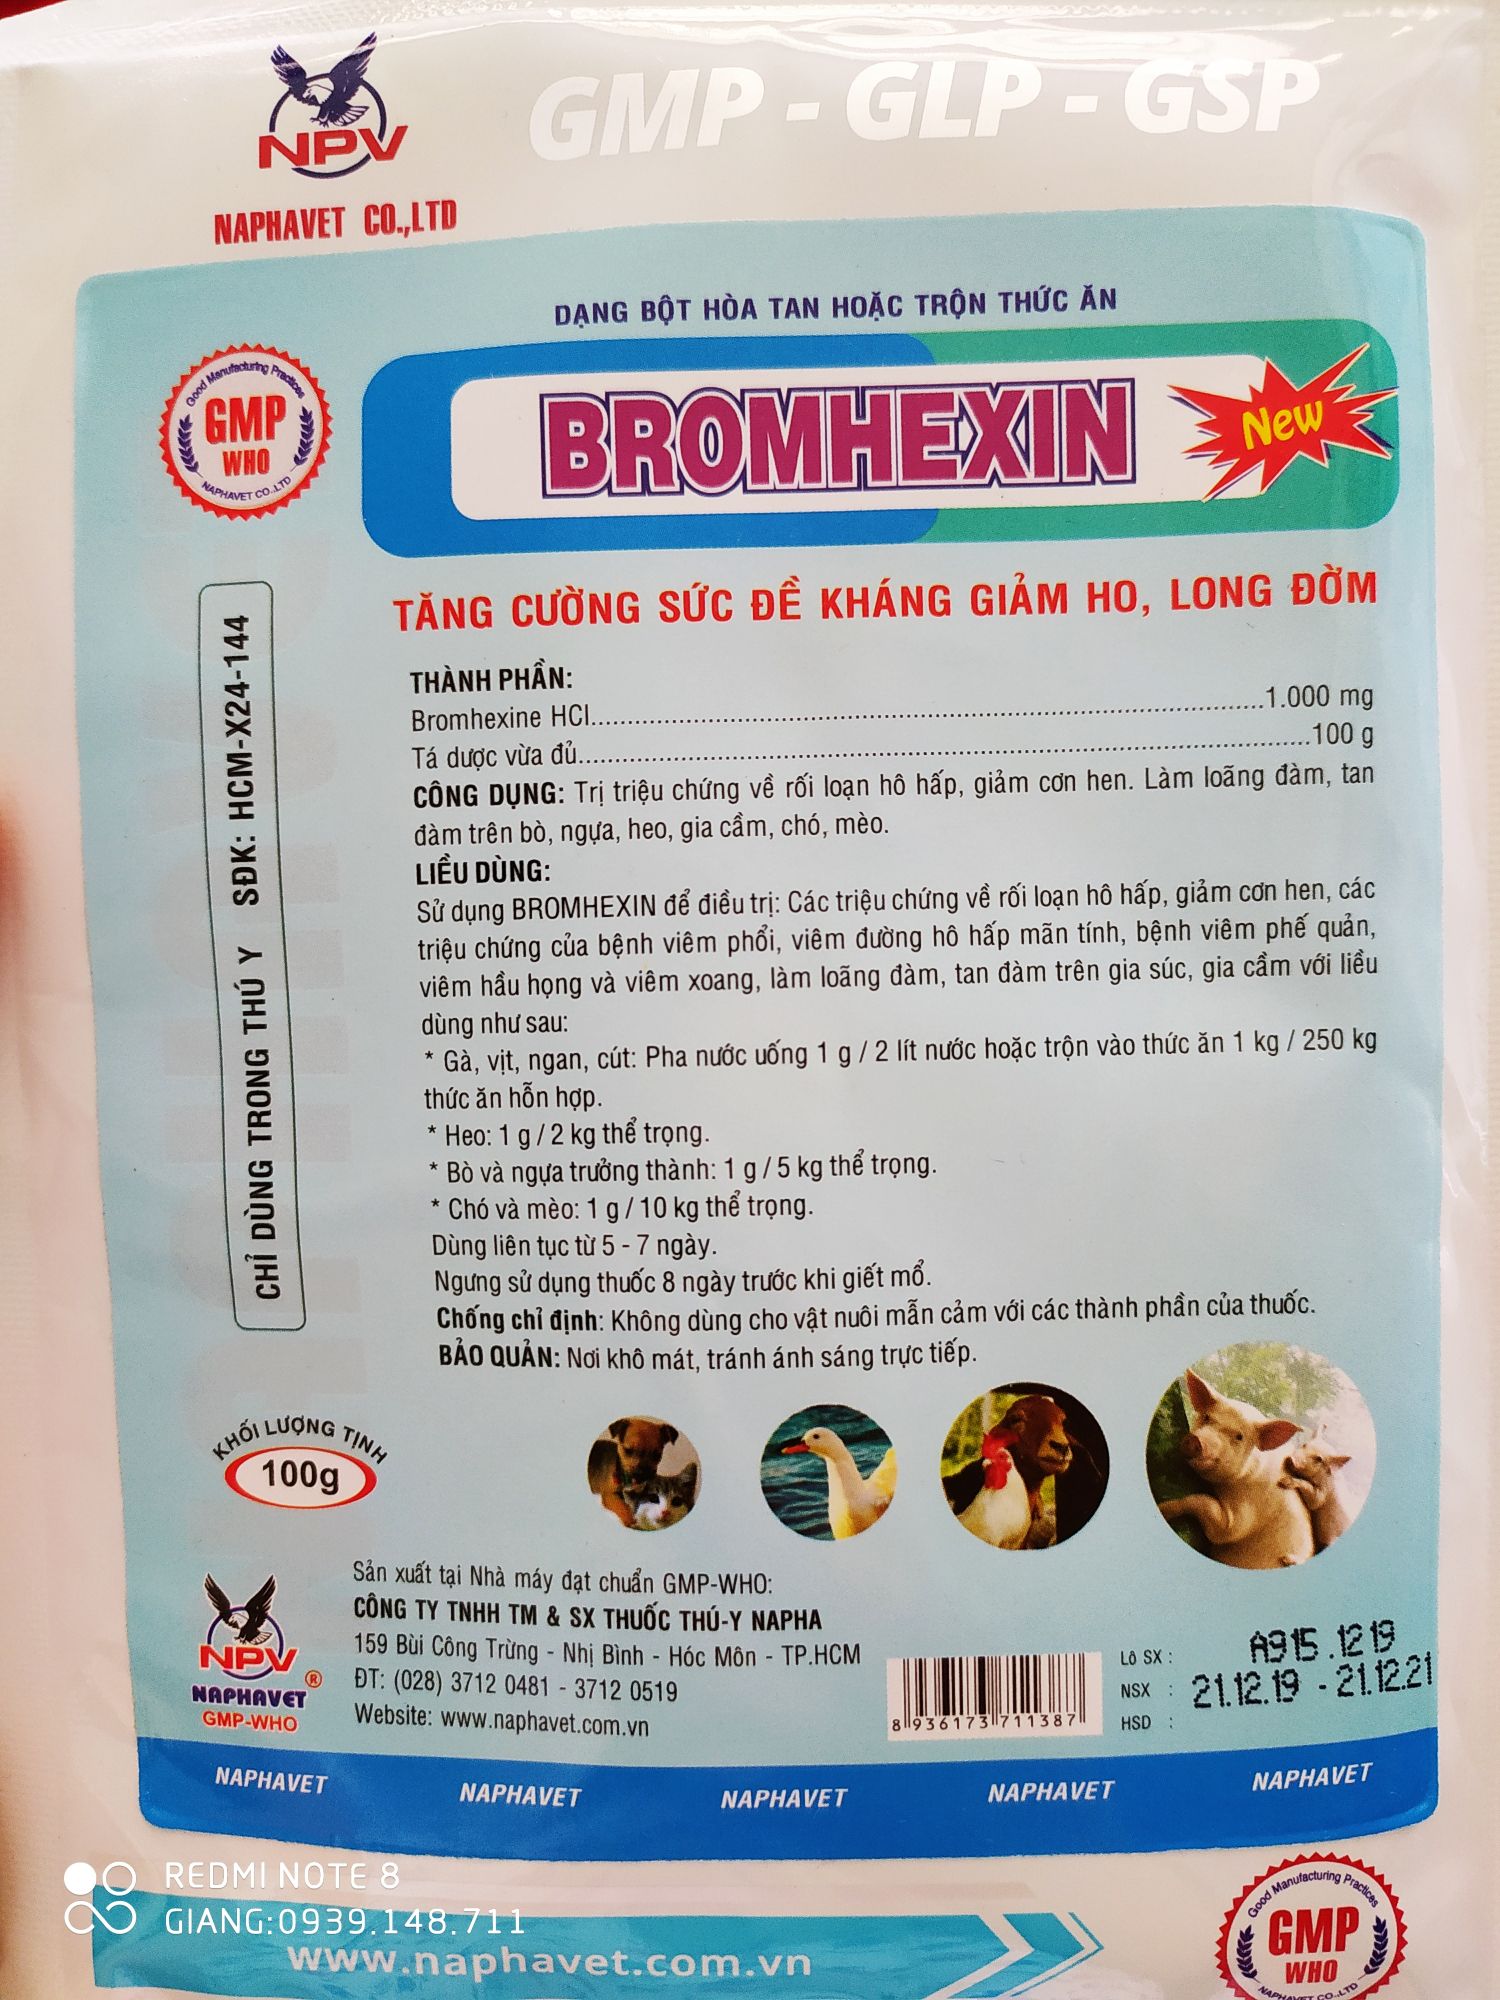 NPV
NAPHAVET CO.,LTD
GMP - GLP - GSP
DẠNG BỘT HÒA TAN HOẶC TRỘN THỨC ĂN
BROMHEXIN
New
Good Manufacturing Practices
GMP
WHO
NAPHAVET CO.,LTD
TĂNG CƯỜNG SỨC ĐỀ KHÁNG GIẢM HO, LONG ĐỜM
CHỈ DÙNG TRONG THÚ Y SĐK: HCM-X24-144
THÀNH PHẦN:
Bromhexine HCl.....1.000 mg
Tá dược vừa đủ.....100 g
CÔNG DỤNG: Trị triệu chứng về rối loạn hô hấp, giảm cơn hen. Làm loãng đàm, tan
đàm trên bò, ngựa, heo, gia cầm, chó, mèo.
LIỀU DÙNG:
Sử dụng BROMHEXIN để điều trị: Các triệu chứng về rối loạn hô hấp, giảm cơn hen, các
triệu chứng của bệnh viêm phổi, viêm đường hô hấp mãn tính, bệnh viêm phế quản,
viêm hầu họng và viêm xoang, làm loãng đàm, tan đàm trên gia súc, gia cầm với liều
dùng như sau:
* Gà, vịt, ngan, cút: Pha nước uống 1 g / 2 lít nước hoặc trộn vào thức ăn 1 kg / 250 kg
thức ăn hỗn hợp.
* Heo: 1 g / 2 kg thể trọng.
* Bò và ngựa trưởng thành: 1 g / 5 kg thể trọng.
* Chó và mèo: 1 g / 10 kg thể trọng.
Dùng liên tục từ 5 - 7 ngày.
Ngưng sử dụng thuốc 8 ngày trước khi giết mổ.
Chống chỉ định: Không dùng cho vật nuôi mẫn cảm với các thành phần của thuốc.
BẢO QUẢN: Nơi khô mát, tránh ánh sáng trực tiếp.
KHỐI LƯỢNG TỊNH
100g
NPV
NAPHAVET ®
GMP-WHO
Sản xuất tại Nhà máy đạt chuẩn GMP-WHO:
CÔNG TY TNHH TM & SX THUỐC THÚ-Y NAPHA
159 Bùi Công Trừng - Nhị Bình - Hóc Môn - TP.HCM
ĐT: (028) 3712 0481 - 3712 0519
Website: www.naphavet.com.vn
8 936173 711387
Lô SX : A915.1219
NSX : 21.12.19 - 21.12.21
HSD :
NAPHAVET NAPHAVET NAPHAVET NAPHAVET NAPHAVET
REDMI NOTE 8
GIANG:0939.148.711
www.naphavet.com.vn
Good Manufacturing Practices
GMP
WHO
NAPHAVET CO.,LTD